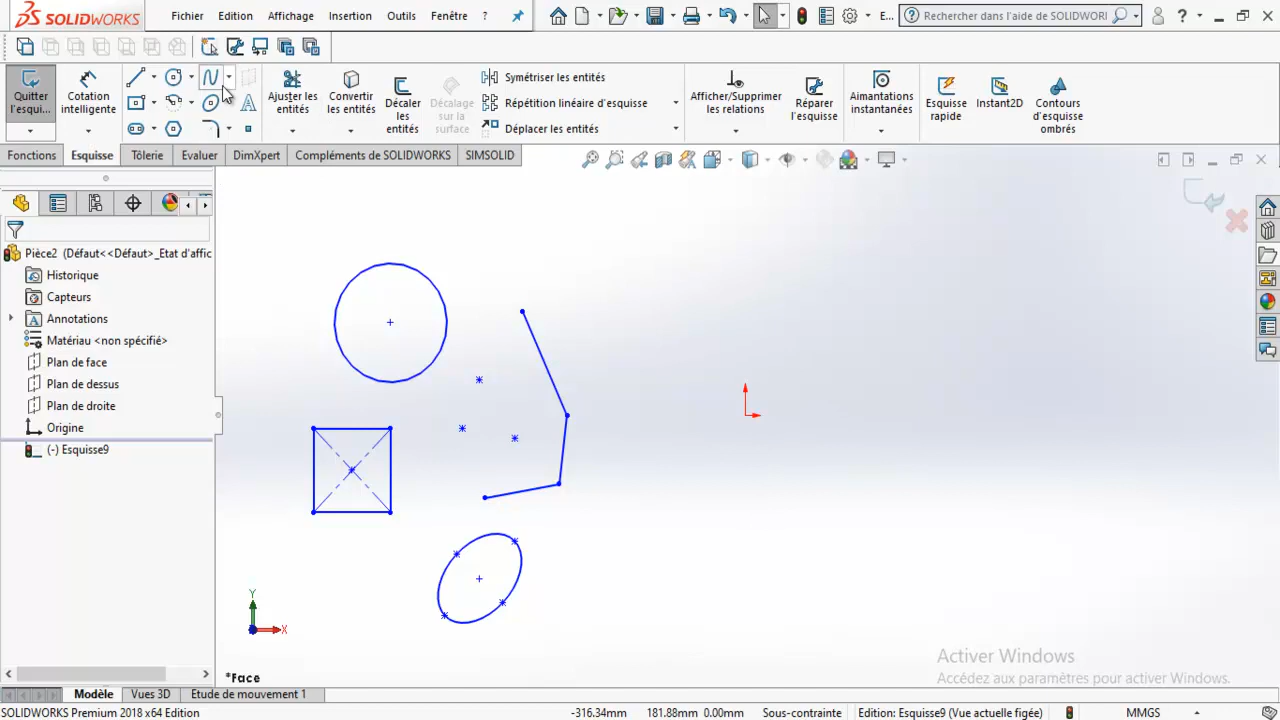 SOLIDWORKS
Fichier Edition Affichage Insertion Outils Fenêtre ? E... Rechercher dans l'aide de SOLIDWORI ?
Quitter l'esqui...
Cotation intelligente
Ajuster les entités
Convertir les entités
Décaler les entités
Décalage sur la surface
Symétriser les entités
Répétition linéaire d'esquisse
Déplacer les entités
Afficher/Supprimer les relations
Réparer l'esquisse
Aimantations instantanées
Esquisse rapide
Instant2D
Contours d'esquisse ombrés
Fonctions Esquisse Tôlerie Evaluer DimXpert Compléments de SOLIDWORKS SIMSOLID
Pièce2 (Défaut<<Défaut>_Etat d'affic
Historique
Capteurs
Annotations
Matériau <non spécifié>
Plan de face
Plan de dessus
Plan de droite
Origine
(-) Esquisse9
Y
X
*Face
Activer Windows
Accédez aux paramètres pour activer Windows.
Modèle Vues 3D Etude de mouvement 1
SOLIDWORKS Premium 2018 x64 Edition -316.34mm 181.88mm 0.00mm Sous-contrainte Edition: Esquisse9 (Vue actuelle figée) MMGS